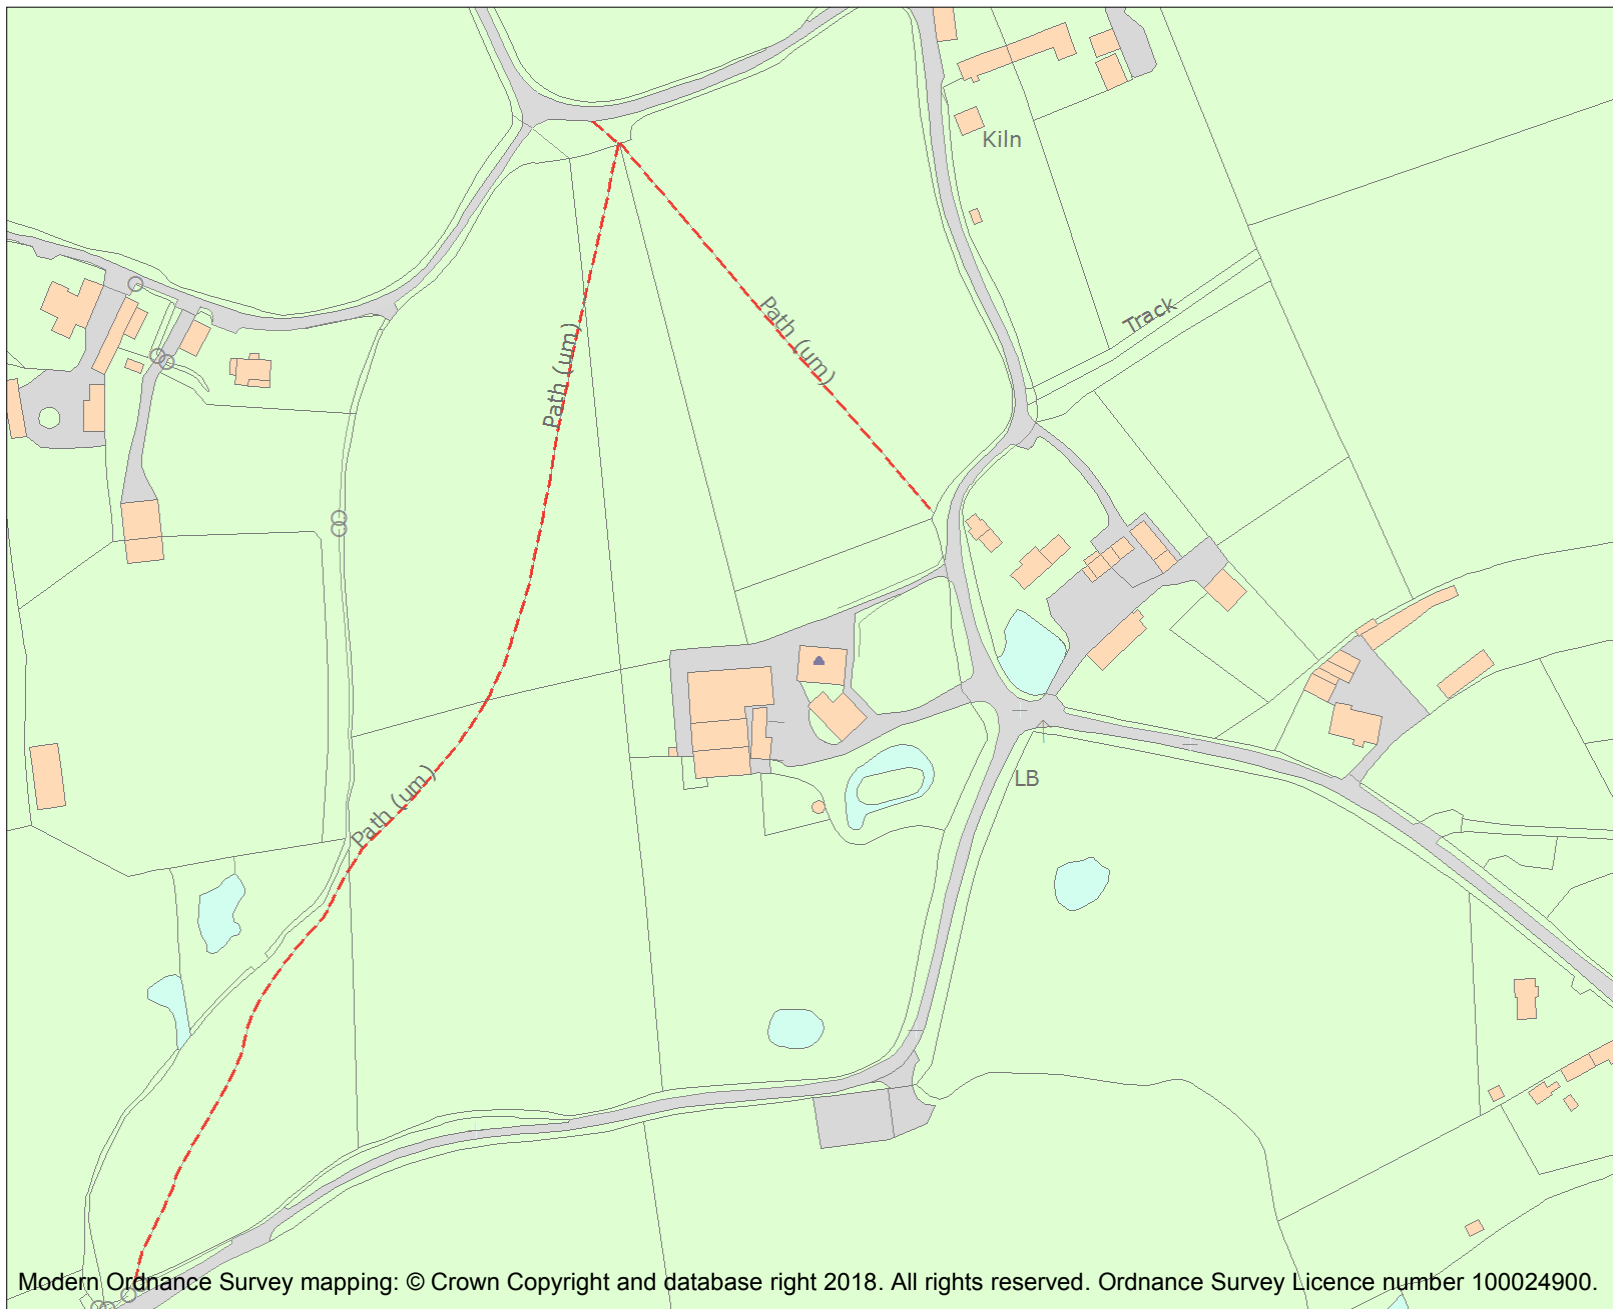 Kiln
Track
Path (um)
Path (um)
Path (um)
LB
Modern Ordnance Survey mapping: © Crown Copyright and database right 2018. All rights reserved. Ordnance Survey Licence number 100024900.